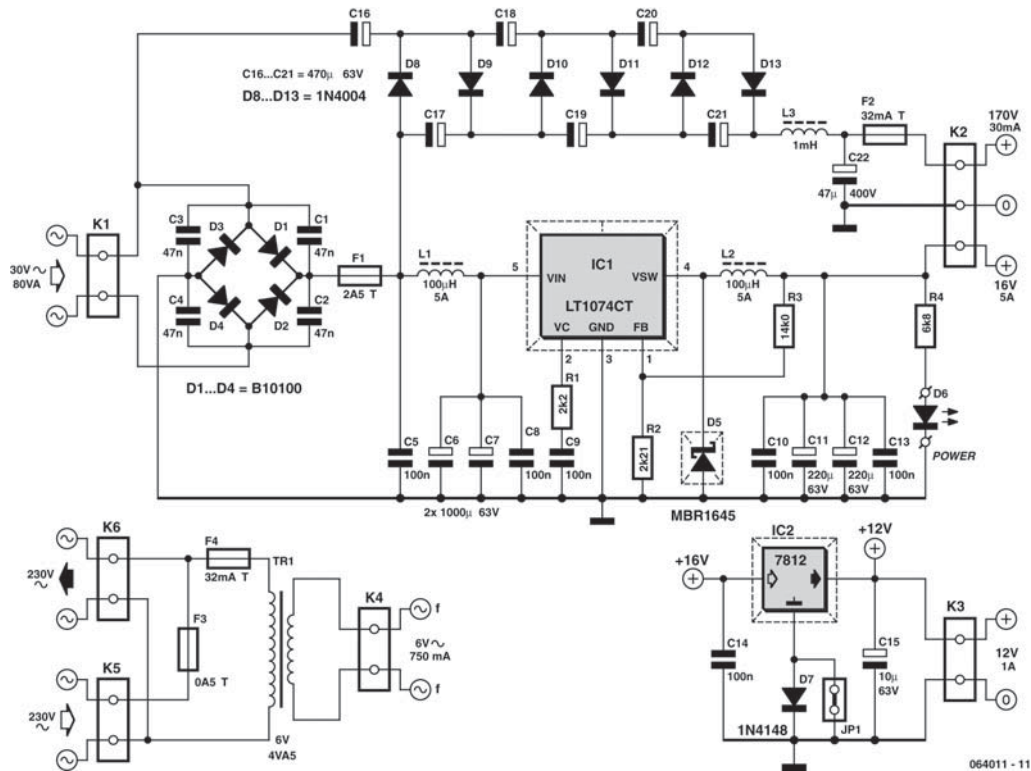 C16
C18
C20
C16...C21 = 470µ 63V
D8...D13 = 1N4004
D8
D9
D10
D11
D12
D13
C17
C19
C21
L3
1mH
F2
32mA T
170V
30mA
K2
C22
47µ
400V
0
16V
5A
K1
30V ~
80VA
C3
47n
D3
D1
C1
47n
C4
47n
D4
D2
C2
47n
F1
2A5 T
D1...D4 = B10100
L1
100µH
5A
5
VIN
IC1
VSW
4
LT1074CT
VC
GND
FB
2
3
1
L2
100µH
5A
R3
14k0
R4
6k8
D6
POWER
R1
2k2
R2
2k21
D5
MBR1645
C5
100n
C6
C7
C8
100n
2x 1000µ 63V
C9
100n
C10
100n
C11
220µ
63V
C12
220µ
63V
C13
100n
K6
230V
~
F4
32mA T
TR1
F3
0A5 T
K5
230V
~
6V
4VA5
K4
6V ~
750 mA
f
f
+16V
IC2
7812
+12V
C14
100n
D7
1N4148
JP1
C15
10µ
63V
K3
12V
1A
0
064011 - 11